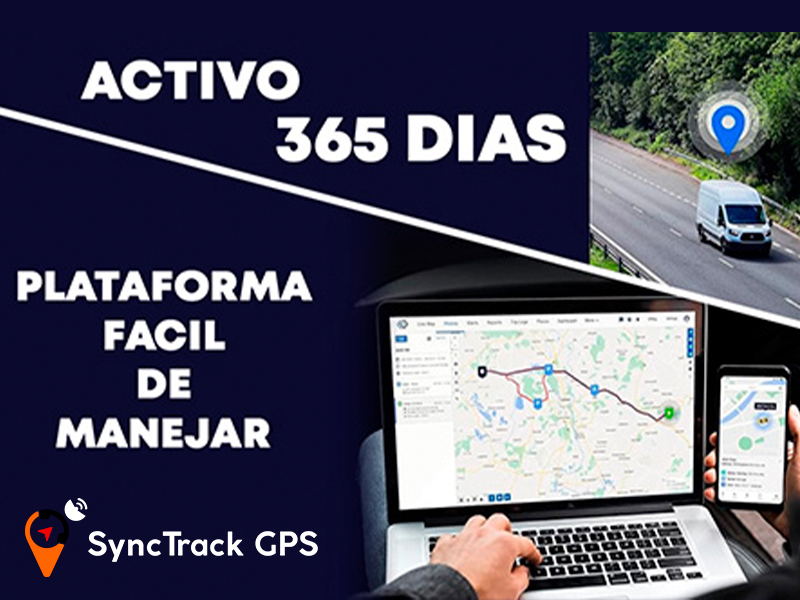 ACTIVO
365 DIAS
PLATAFORMA
FACIL
DE
MANEJAR
SyncTrack GPS